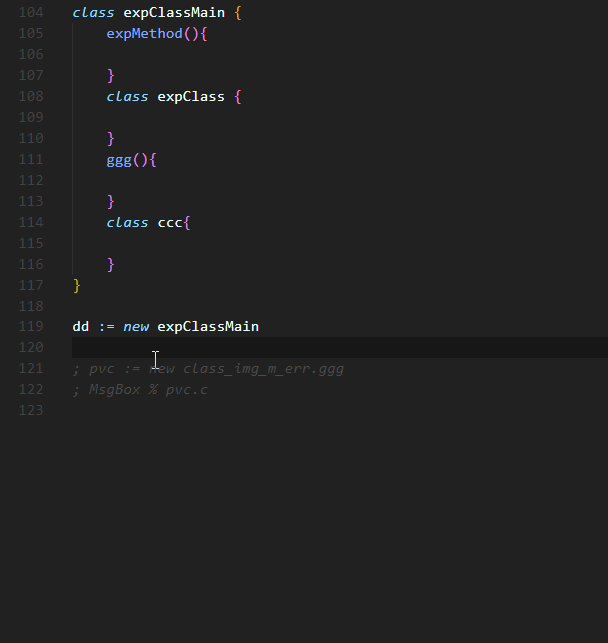 104 class expClassMain {
105     expMethod(){
106
107     }
108     class expClass {
109
110     }
111     ggg(){
112
113     }
114     class ccc{
115
116     }
117 }
118
119 dd := new expClassMain
120
121 ; pvc := new class_img_m_err.ggg
122 ; MsgBox % pvc.c
123